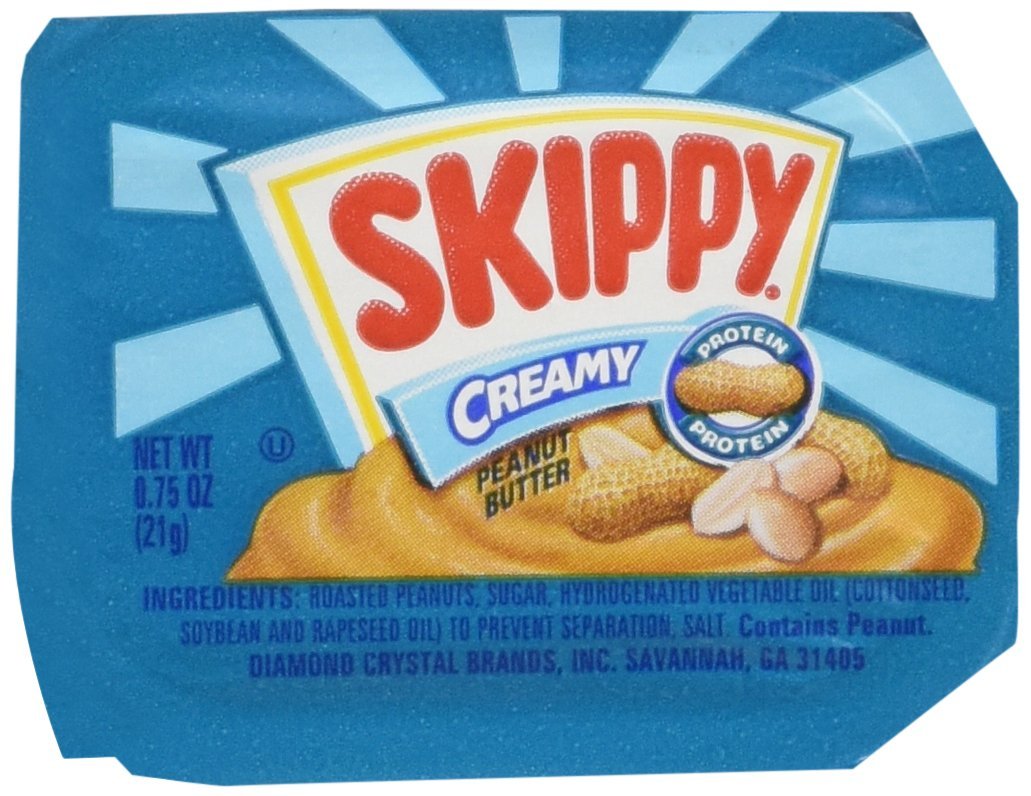 SKIPPY.
CREAMY
PROTEIN
PROTEIN
PEANUT
BUTTER
NET WT
0.75 OZ
(21g)
U
INGREDIENTS: ROASTED PEANUTS, SUGAR, HYDROGENATED VEGETABLE OIL (COTTONSEED,
SOYBEAN AND RAPESEED OIL) TO PREVENT SEPARATION, SALT. Contains Peanut.
DIAMOND CRYSTAL BRANDS, INC. SAVANNAH, GA 31405